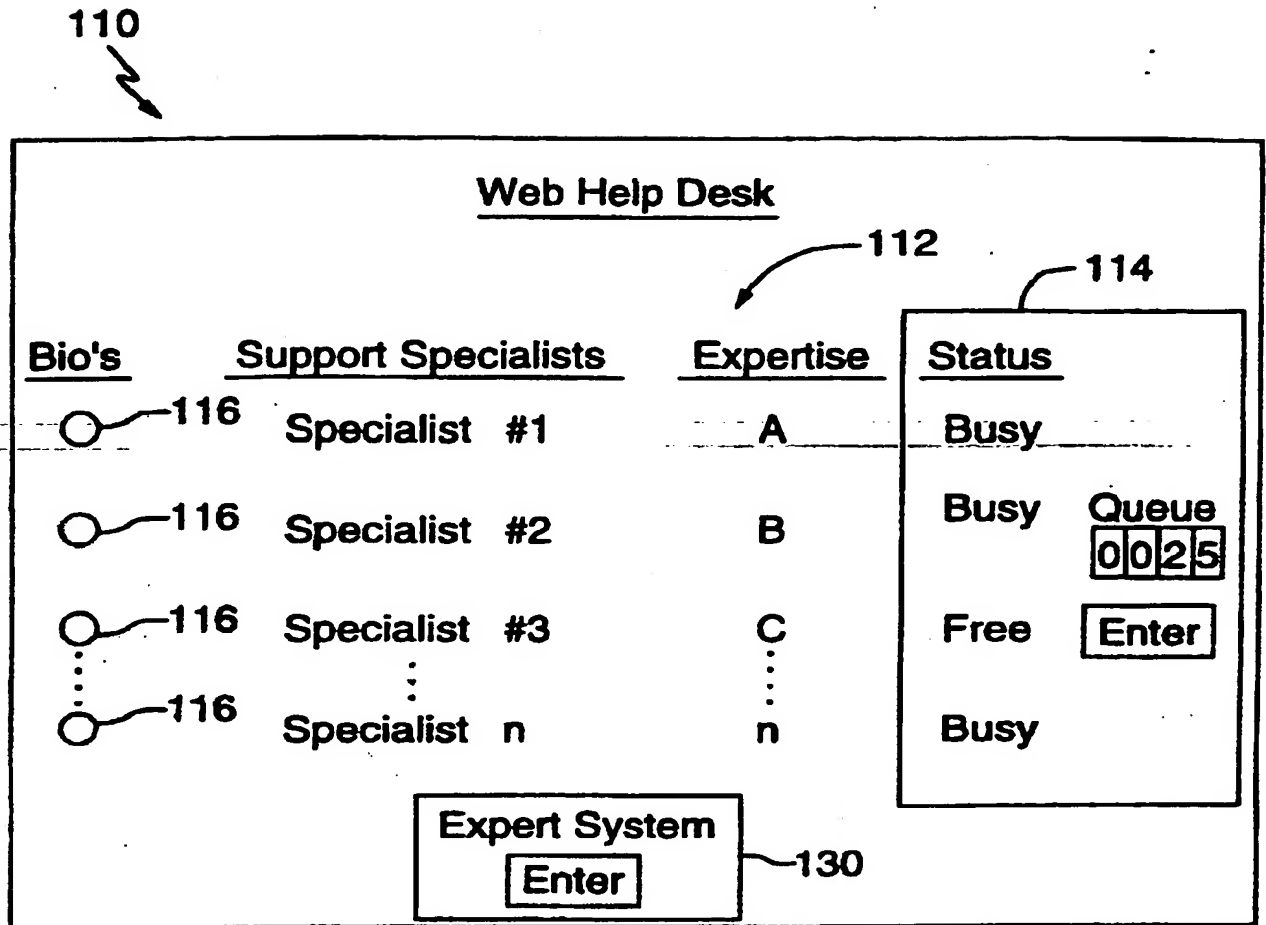 110
Web Help Desk
112
114
Bio's Support Specialists Expertise Status
116 Specialist #1 A Busy
116 Specialist #2 B Busy Queue
0025
116 Specialist #3 C Free Enter
116 Specialist n n Busy
Expert System
130
Enter